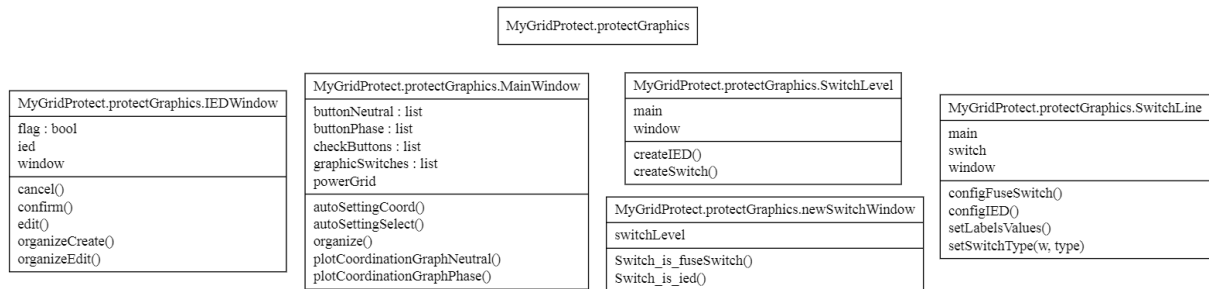 MyGridProtect.protectGraphics
MyGridProtect.protectGraphics.IEDWindow
flag : bool
ied
window
cancel()
confirm()
edit()
organizeCreate()
organizeEdit()
MyGridProtect.protectGraphics.MainWindow
buttonNeutral : list
buttonPhase : list
checkButtons : list
graphicSwitches : list
powerGrid
autoSettingCoord()
autoSettingSelect()
organize()
plotCoordinationGraphNeutral()
plotCoordinationGraphPhase()
MyGridProtect.protectGraphics.SwitchLevel
main
window
createIED()
createSwitch()
MyGridProtect.protectGraphics.newSwitchWindow
switchLevel
Switch_is_fuseSwitch()
Switch_is_ied()
MyGridProtect.protectGraphics.SwitchLine
main
switch
window
configFuseSwitch()
configIED()
setLabelsValues()
setSwitchType(w, type)